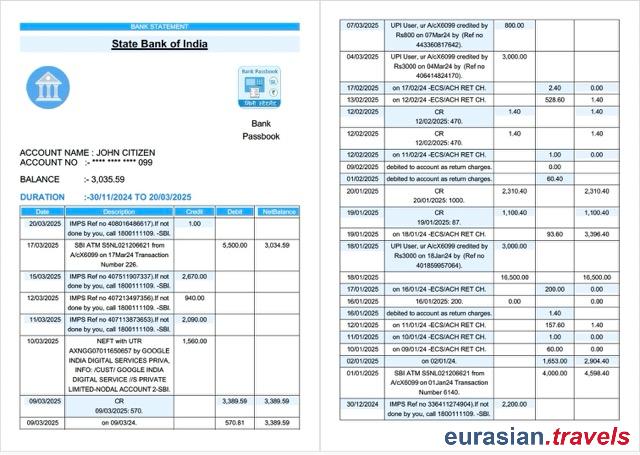 BANK STATEMENT
State Bank of India
Bank Passbook
Bank
Passbook
ACCOUNT NAME : JOHN CITIZEN
ACCOUNT NO :- **** **** **** 099
BALANCE :- 3,035.59
DURATION :-30/11/2024 TO 20/03/2025
Date Description Credit Debit NetBalance
20/03/2025 IMPS Ref no 408016486617).If not 1.00
done by you, call 1800111109. -SBI.
17/03/2025 SBI ATM S5NL021206621 from 5,500.00 3,034.59
A/cX6099 on 17Mar24 Transaction
Number 226.
15/03/2025 IMPS Ref no 407511907337).If not 2,670.00
done by you, call 1800111109. -SBI.
12/03/2025 IMPS Ref no 407213497356).If not 940.00
done by you, call 1800111109. -SBI.
11/03/2025 IMPS Ref no 407113873653).If not 2,090.00
done by you, call 1800111109. -SBI.
10/03/2025 NEFT with UTR 1,560.00
AXNGG07011650657 by GOOGLE
INDIA DIGITAL SERVICES PRIVA,
INFO: /CUST/ GOOGLE INDIA
DIGITAL SERVICE //S PRIVATE
LIMITED-NODAL ACCOUNT 2-SBI.
09/03/2025 CR 3,389.59 3,389.59
09/03/2025: 570.
09/03/2025 on 09/03/24. 570.81 3,389.59
07/03/2025 UPI User, ur A/cX6099 credited by 800.00
Rs800 on 07Mar24 by (Ref no
443360817642).
04/03/2025 UPI User, ur A/cX6099 credited by 3,000.00
Rs3000 on 04Mar24 by (Ref no
406414824170).
17/02/2025 on 17/02/24 -ECS/ACH RET CH. 2.40 0.00
13/02/2025 on 12/02/24 -ECS/ACH RET CH. 528.60 1.40
12/02/2025 CR 1.40 1.40
12/02/2025: 470.
12/02/2025 CR 1.40 1.40
12/02/2025: 470.
12/02/2025 on 11/02/24 -ECS/ACH RET CH. 1.00 0.00
09/02/2025 debited to account as return charges. 0.00
01/02/2025 debited to account as return charges. 60.40
20/01/2025 CR 2,310.40 2,310.40
20/01/2025: 1000.
19/01/2025 CR 1,100.40 1,100.40
19/01/2025: 87.
19/01/2025 on 18/01/24 -ECS/ACH RET CH. 93.60 3,396.40
18/01/2025 UPI User, ur A/cX6099 credited by 3,000.00
Rs3000 on 18Jan24 by (Ref no
401859957064).
18/01/2025 16,500.00 16,500.00
17/01/2025 on 16/01/24 -ECS/ACH RET CH. 200.00 0.00
16/01/2025 16/01/2025: 200. 0.00 0.00
16/01/2025 debited to account as return charges. 1.40
12/01/2025 on 11/01/24 -ECS/ACH RET CH. 157.60 1.40
11/01/2025 on 10/01/24 -ECS/ACH RET CH. 1.00 0.00
10/01/2025 on 09/01/24 -ECS/ACH RET CH. 60.00 0.00
02/01/2025 on 02/01/24. 1,653.00 2,904.40
01/01/2025 SBI ATM S5NL021206621 from 4,000.00 4,598.40
A/cX6099 on 01Jan24 Transaction
Number 6140.
30/12/2024 IMPS Ref no 336411274904).If not 2,200.00
done by you, call 1800111109. -SBI.
eurasian.travels